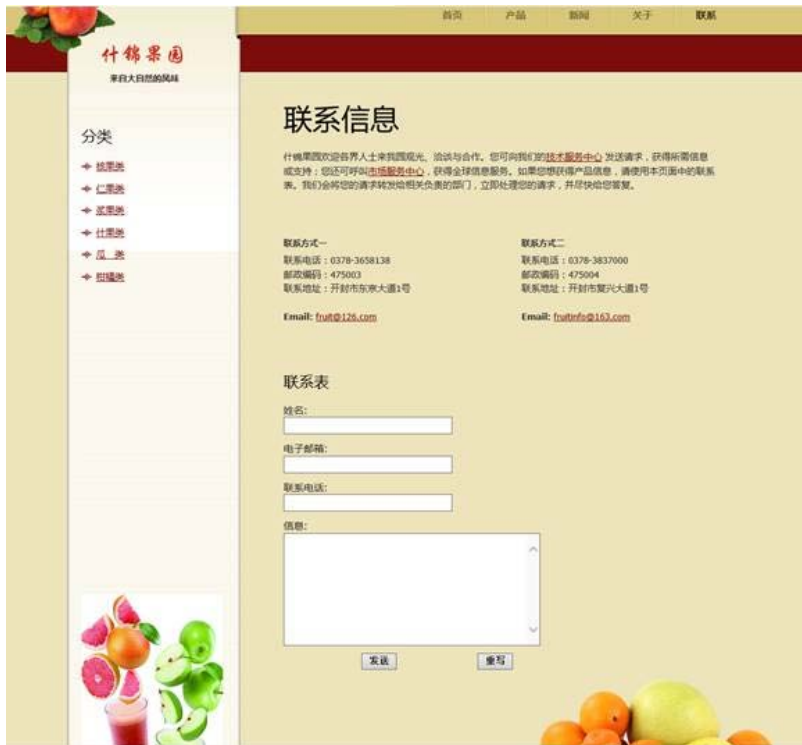 首页 产品 新闻 关于 联系
什锦果园
来自大自然的风味
分类
核果类
仁果类
浆果类
什果类
瓜 类
柑橘类
联系信息
什锦果园欢迎各界人士来我园观光、洽谈与合作。您可向我们的技术服务中心 发送请求，获得所需信息
或支持；您还可呼叫市场服务中心，获得全球信息服务。如果您想获得产品信息，请使用本页面中的联系
表。我们会将您的请求转发给相关负责的部门，立即处理您的请求，并尽快给您答复。
联系方式一
联系电话：0378-3658138
邮政编码：475003
联系地址：开封市东京大道1号
Email: fruit@126.com
联系方式二
联系电话：0378-3837000
邮政编码：475004
联系地址：开封市复兴大道1号
Email: fruitinfo@163.com
联系表
姓名:
电子邮箱:
联系电话:
信息:
发送 重写